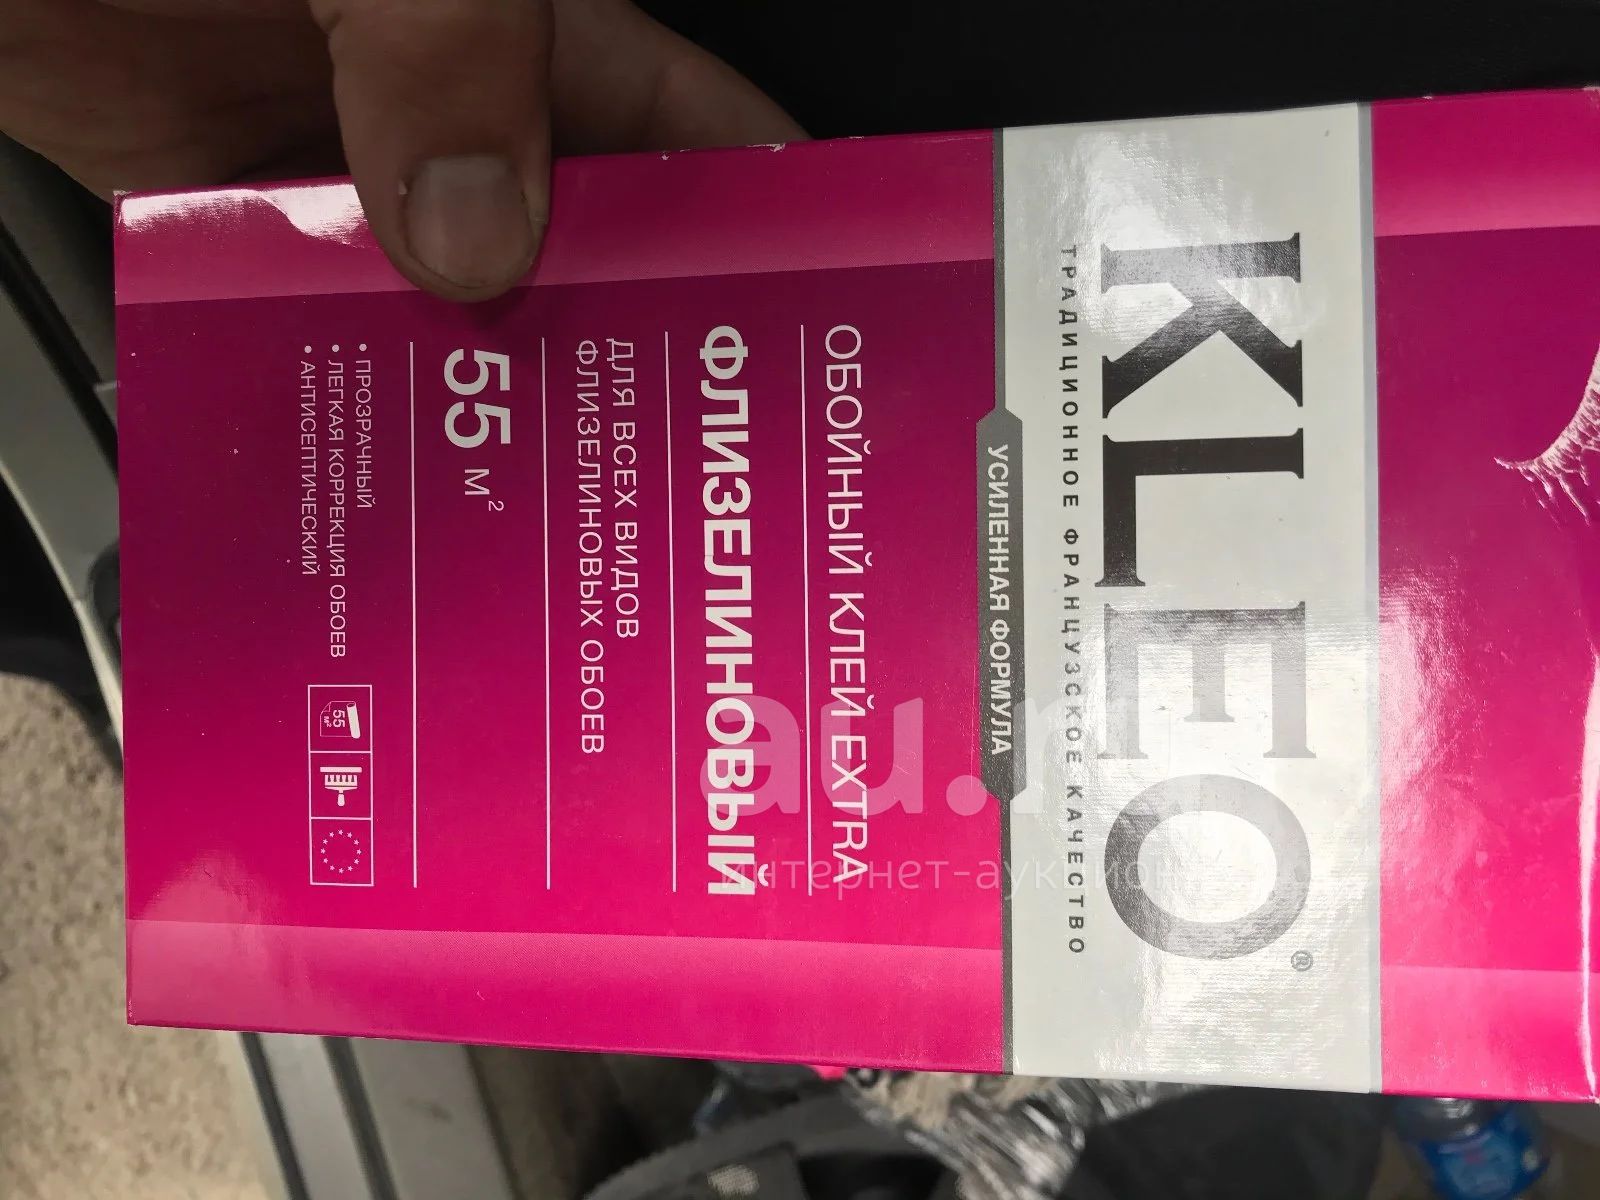 KLEO®
ТРАДИЦИОННОЕ ФРАНЦУЗСКОЕ КАЧЕСТВО
УСИЛЕННАЯ ФОРМУЛА
ОБОЙНЫЙ КЛЕЙ EXTRA
ФЛИЗЕЛИНОВЫЙ
ДЛЯ ВСЕХ ВИДОВ
ФЛИЗЕЛИНОВЫХ ОБОЕВ
55 м²
• ПРОЗРАЧНЫЙ
• ЛЕГКАЯ КОРРЕКЦИЯ ОБОЕВ
• АНТИСЕПТИЧЕСКИЙ
55 м²
au.ru
интернет-аукцион